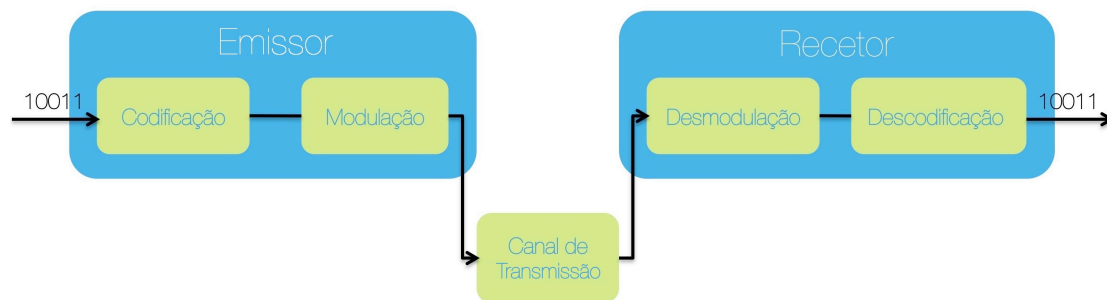 Emissor
10011
Codificação
Modulação
Canal de
Transmissão
Recetor
Desmodulação
Descodificação
10011